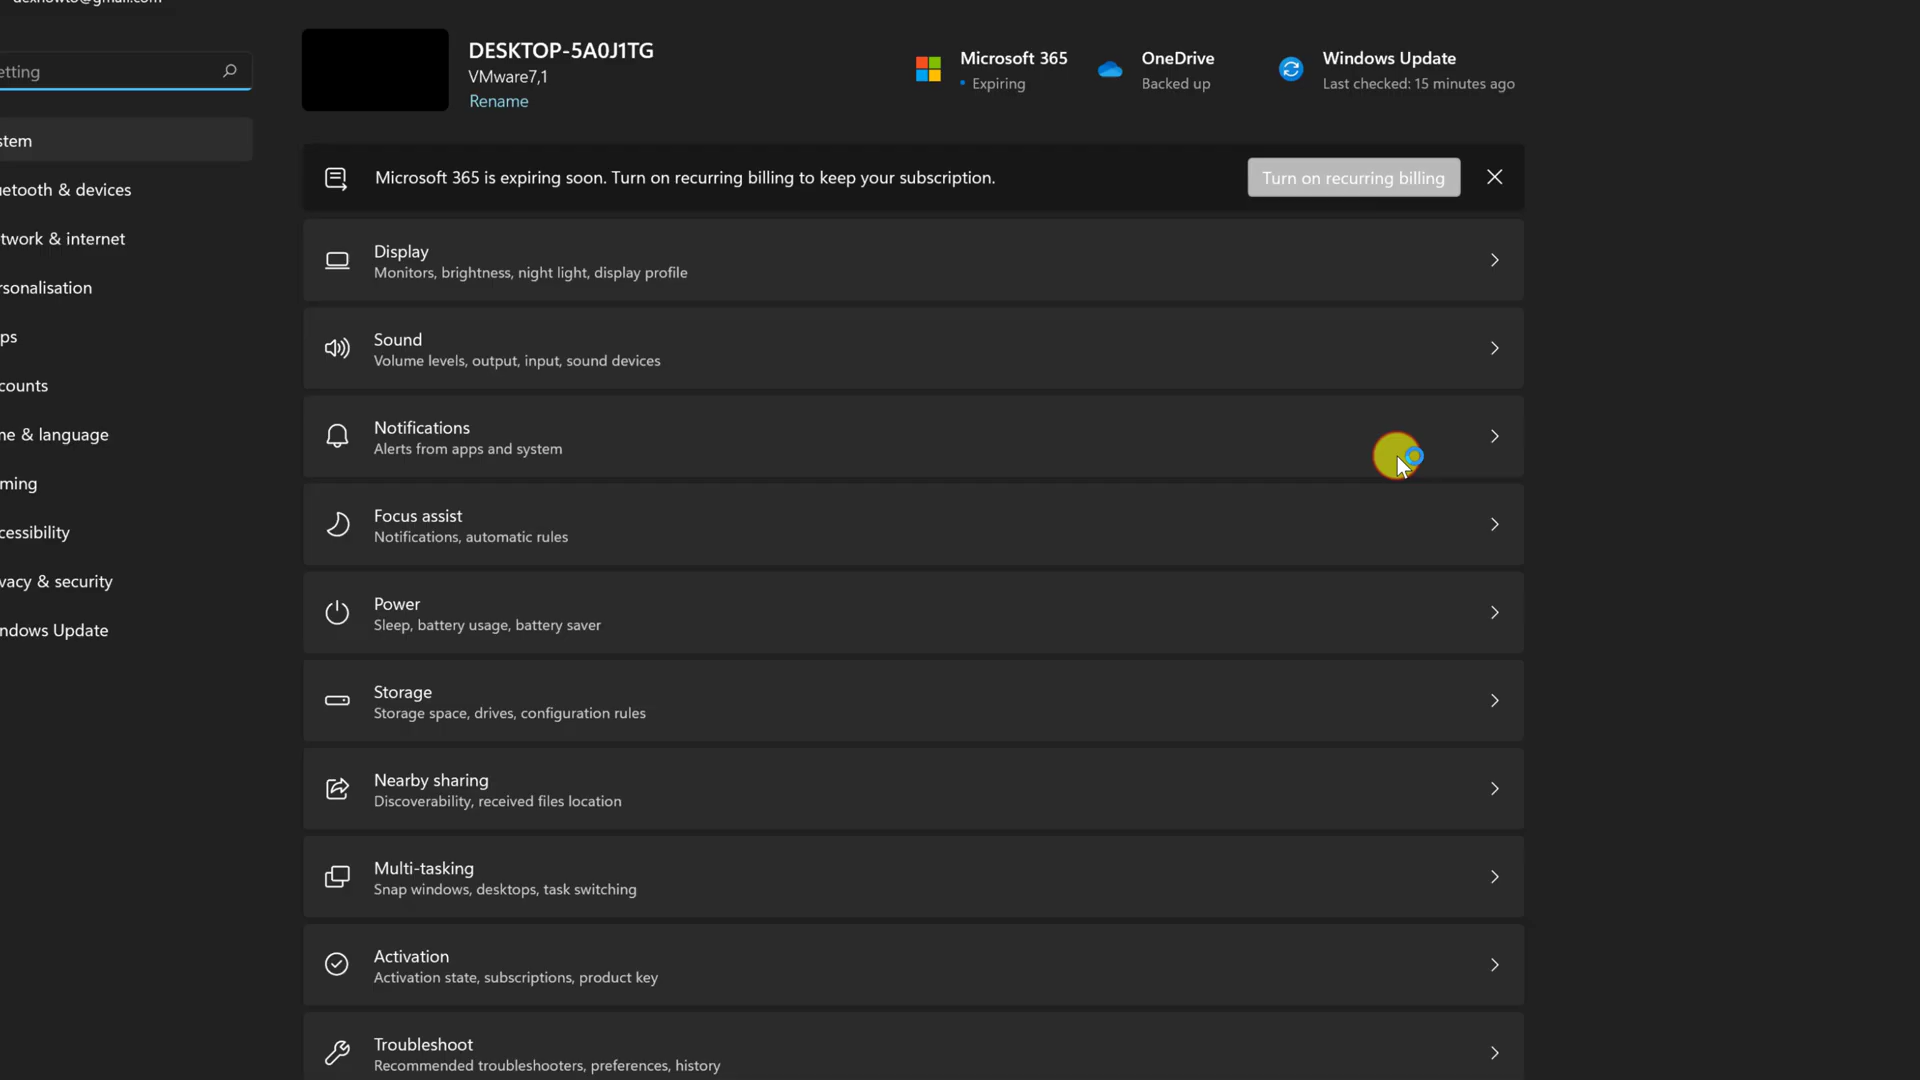 DESKTOP-5A0J1TG
VMware7,1
Rename
Microsoft 365
• Expiring
OneDrive
Backed up
Windows Update
Last checked: 15 minutes ago
etting
stem
Microsoft 365 is expiring soon. Turn on recurring billing to keep your subscription.
Turn on recurring billing
uetooth & devices
twork & internet
rsonalisation
ps
counts
me & language
ming
cessibility
vacy & security
ndows Update
Display
Monitors, brightness, night light, display profile
Sound
Volume levels, output, input, sound devices
Notifications
Alerts from apps and system
Focus assist
Notifications, automatic rules
Power
Sleep, battery usage, battery saver
Storage
Storage space, drives, configuration rules
Nearby sharing
Discoverability, received files location
Multi-tasking
Snap windows, desktops, task switching
Activation
Activation state, subscriptions, product key
Troubleshoot
Recommended troubleshooters, preferences, history